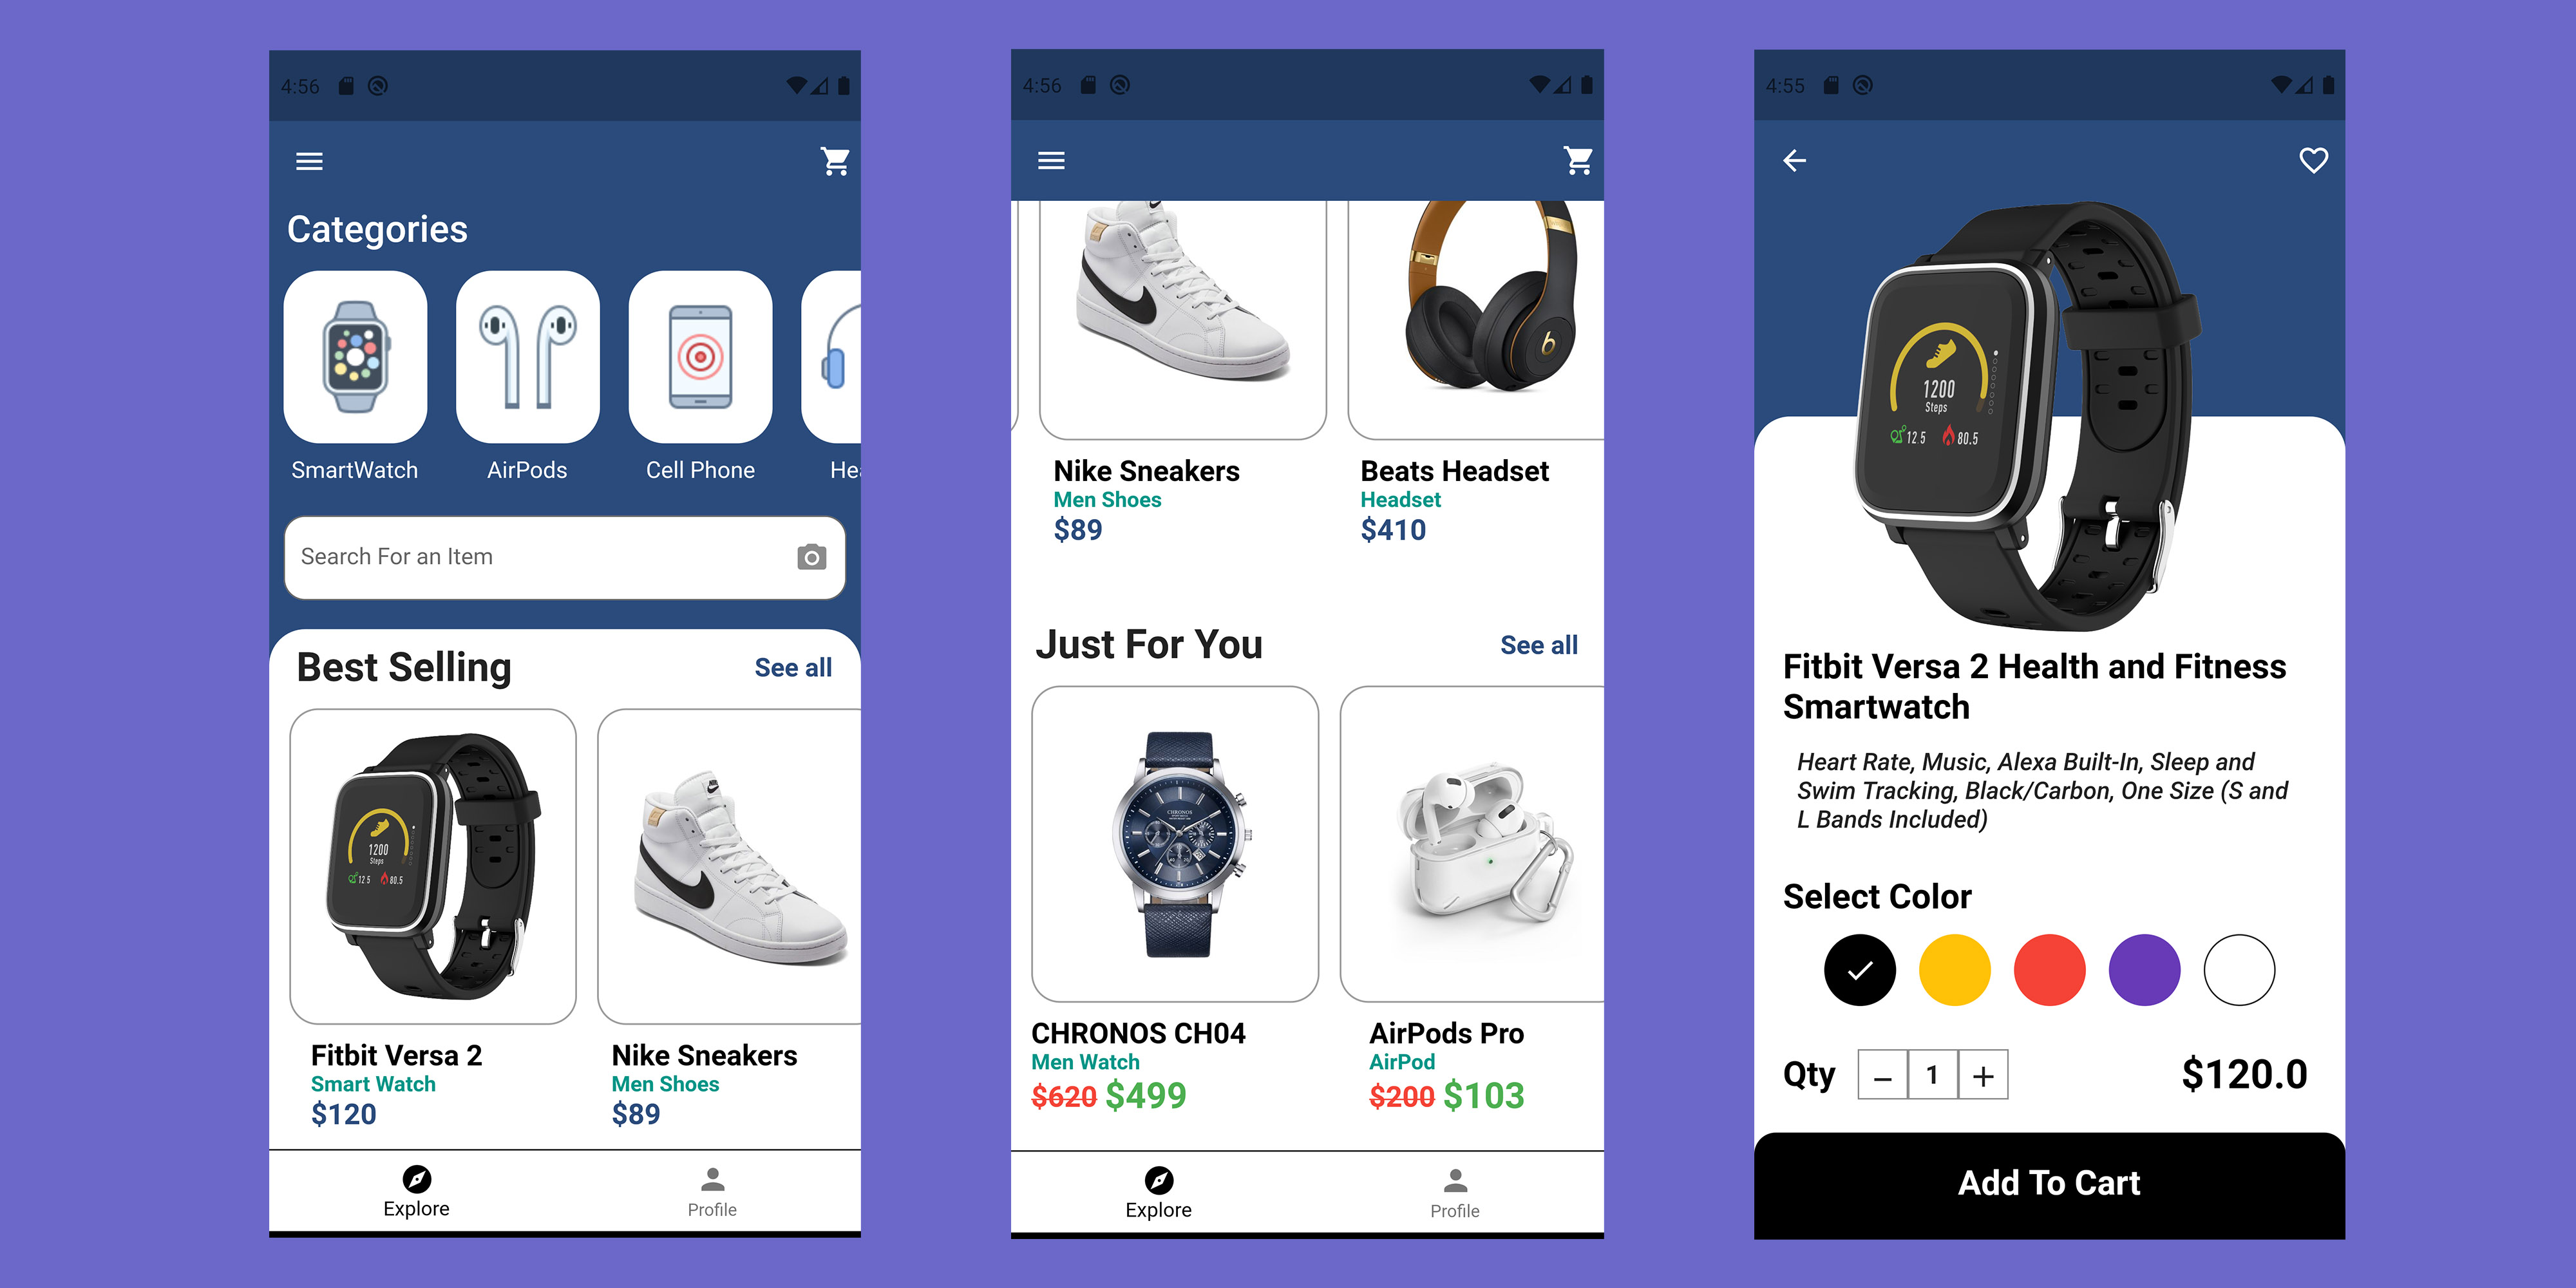 4:56
Categories
SmartWatch
AirPods
Cell Phone
Search For an Item
Best Selling
See all
1200
Steps
12 5
80.5
Fitbit Versa 2
Smart Watch
$120
Nike Sneakers
Men Shoes
$89
Explore
Profile
4:56
Nike Sneakers
Men Shoes
$89
Beats Headset
Headset
$410
Just For You
See all
CHRONOS
CHRONOS CH04
Men Watch
$620 $499
AirPods Pro
AirPod
$200 $103
Explore
Profile
4:55
1200
Steps
12 5
80.5
Fitbit Versa 2 Health and Fitness
Smartwatch
Heart Rate, Music, Alexa Built-In, Sleep and
Swim Tracking, Black/Carbon, One Size (S and
L Bands Included)
Select Color
Qty
1
$120.0
Add To Cart